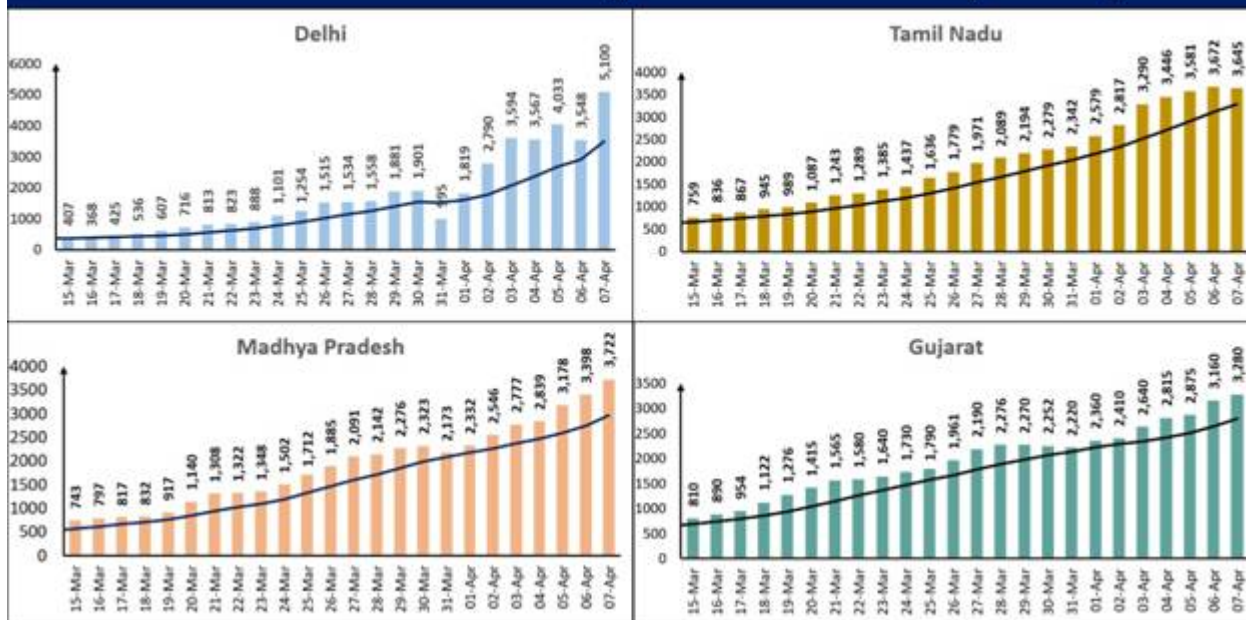 Delhi
6000
5000
4000
3000
2000
1000
0
407
368
425
536
607
716
813
823
888
1,101
1,254
1,515
1,534
1,558
1,881
1,901
995
1,819
2,790
3,594
3,567
4,033
3,548
5,100
15-Mar
16-Mar
17-Mar
18-Mar
19-Mar
20-Mar
21-Mar
22-Mar
23-Mar
24-Mar
25-Mar
26-Mar
27-Mar
28-Mar
29-Mar
30-Mar
31-Mar
01-Apr
02-Apr
03-Apr
04-Apr
05-Apr
06-Apr
07-Apr
Tamil Nadu
4000
3500
3000
2500
2000
1500
1000
500
0
759
836
867
945
989
1,087
1,243
1,289
1,385
1,437
1,636
1,779
1,971
2,089
2,194
2,279
2,342
2,579
2,817
3,290
3,446
3,581
3,672
3,645
15-Mar
16-Mar
17-Mar
18-Mar
19-Mar
20-Mar
21-Mar
22-Mar
23-Mar
24-Mar
25-Mar
26-Mar
27-Mar
28-Mar
29-Mar
30-Mar
31-Mar
01-Apr
02-Apr
03-Apr
04-Apr
05-Apr
06-Apr
07-Apr
Madhya Pradesh
4000
3500
3000
2500
2000
1500
1000
500
0
743
797
817
832
917
1,140
1,308
1,322
1,348
1,502
1,712
1,885
2,091
2,142
2,276
2,323
2,173
2,332
2,546
2,777
2,839
3,178
3,398
3,722
15-Mar
16-Mar
17-Mar
18-Mar
19-Mar
20-Mar
21-Mar
22-Mar
23-Mar
24-Mar
25-Mar
26-Mar
27-Mar
28-Mar
29-Mar
30-Mar
31-Mar
01-Apr
02-Apr
03-Apr
04-Apr
05-Apr
06-Apr
07-Apr
Gujarat
3500
3000
2500
2000
1500
1000
500
0
810
890
954
1,122
1,276
1,415
1,565
1,580
1,640
1,730
1,790
1,961
2,190
2,276
2,270
2,252
2,220
2,360
2,410
2,640
2,815
2,875
3,160
3,280
15-Mar
16-Mar
17-Mar
18-Mar
19-Mar
20-Mar
21-Mar
22-Mar
23-Mar
24-Mar
25-Mar
26-Mar
27-Mar
28-Mar
29-Mar
30-Mar
31-Mar
01-Apr
02-Apr
03-Apr
04-Apr
05-Apr
06-Apr
07-Apr